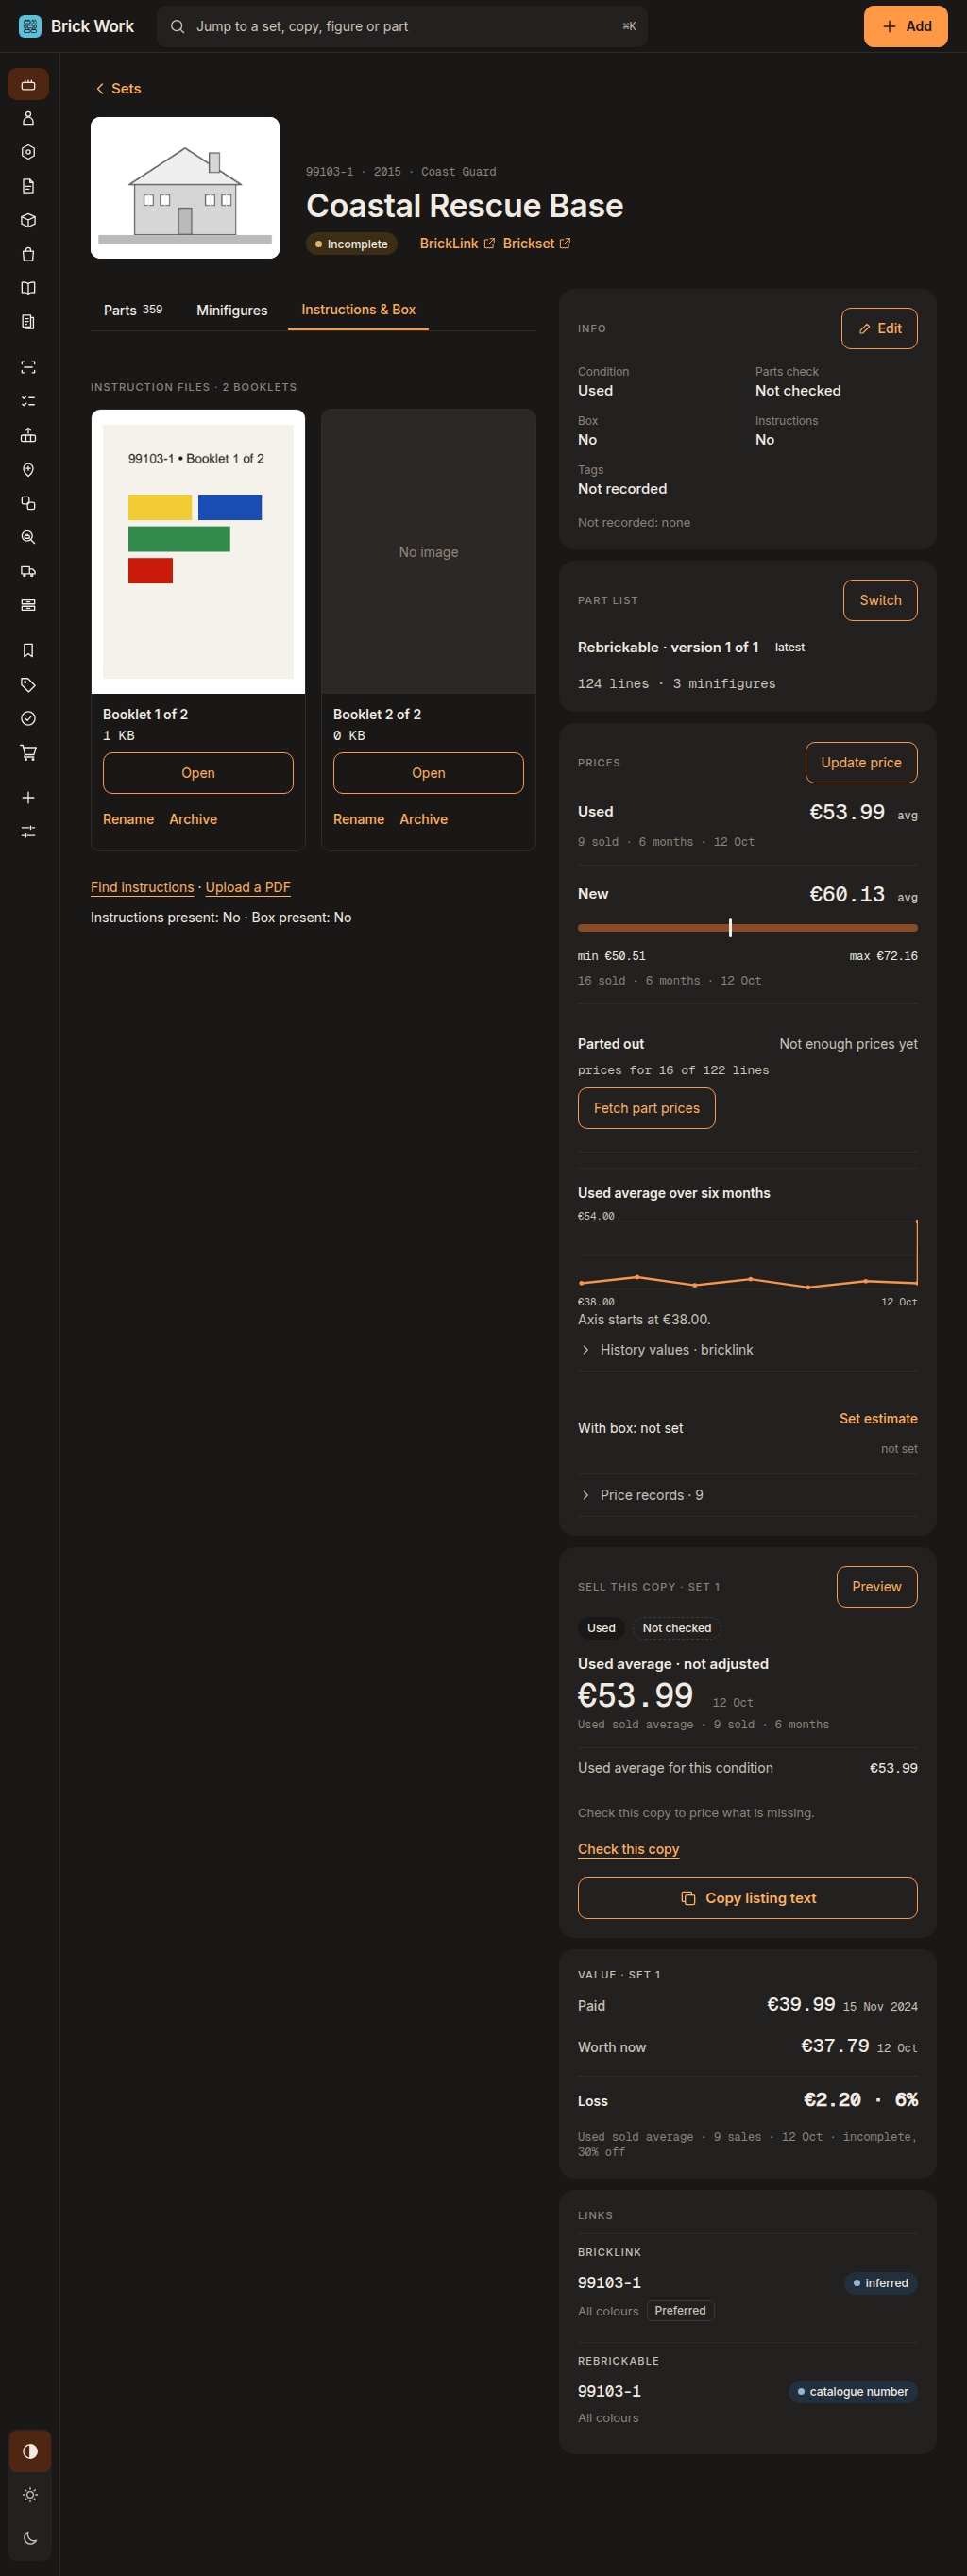 Brick Work
Jump to a set, copy, figure or part
⌘K
Add
Sets
99103-1 · 2015 · Coast Guard
Coastal Rescue Base
Incomplete
BrickLink
Brickset
Parts 359
Minifigures
Instructions & Box
INSTRUCTION FILES · 2 BOOKLETS
99103-1 • Booklet 1 of 2
Booklet 1 of 2
1 KB
Open
Rename Archive
No image
Booklet 2 of 2
0 KB
Open
Rename Archive
Find instructions · Upload a PDF
Instructions present: No · Box present: No
INFO
Edit
Condition
Used
Parts check
Not checked
Box
No
Instructions
No
Tags
Not recorded
Not recorded: none
PART LIST
Switch
Rebrickable · version 1 of 1 latest
124 lines · 3 minifigures
PRICES
Update price
Used €53.99 avg
9 sold · 6 months · 12 Oct
New €60.13 avg
min €50.51 max €72.16
16 sold · 6 months · 12 Oct
Parted out Not enough prices yet
prices for 16 of 122 lines
Fetch part prices
Used average over six months
€54.00
€38.00 12 Oct
Axis starts at €38.00.
History values · bricklink
With box: not set
Set estimate
not set
Price records · 9
SELL THIS COPY · SET 1
Preview
Used Not checked
Used average · not adjusted
€53.99 12 Oct
Used sold average · 9 sold · 6 months
Used average for this condition €53.99
Check this copy to price what is missing.
Check this copy
Copy listing text
VALUE · SET 1
Paid €39.99 15 Nov 2024
Worth now €37.79 12 Oct
Loss €2.20 · 6%
Used sold average · 9 sales · 12 Oct · incomplete,
30% off
LINKS
BRICKLINK
99103-1 inferred
All colours Preferred
REBRICKABLE
99103-1 catalogue number
All colours